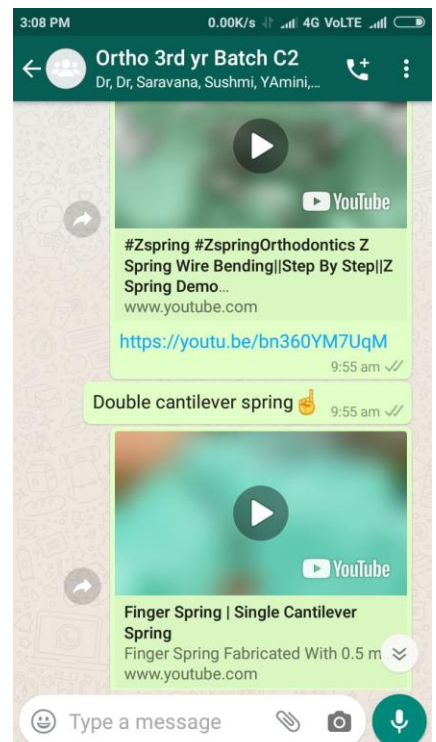 3:08 PM
0.00K/s 4G VoLTE
Ortho 3rd yr Batch C2
Dr, Dr, Saravana, Sushmi, YAmini,...
YouTube
#Zspring #ZspringOrthodontics Z
Spring Wire Bending||Step By Step||Z
Spring Demo...
www.youtube.com
https://youtu.be/bn360YM7UqM
9:55 am
Double cantilever spring☝
9:55 am
YouTube
Finger Spring | Single Cantilever
Spring
Finger Spring Fabricated With 0.5 m
www.youtube.com
Type a message